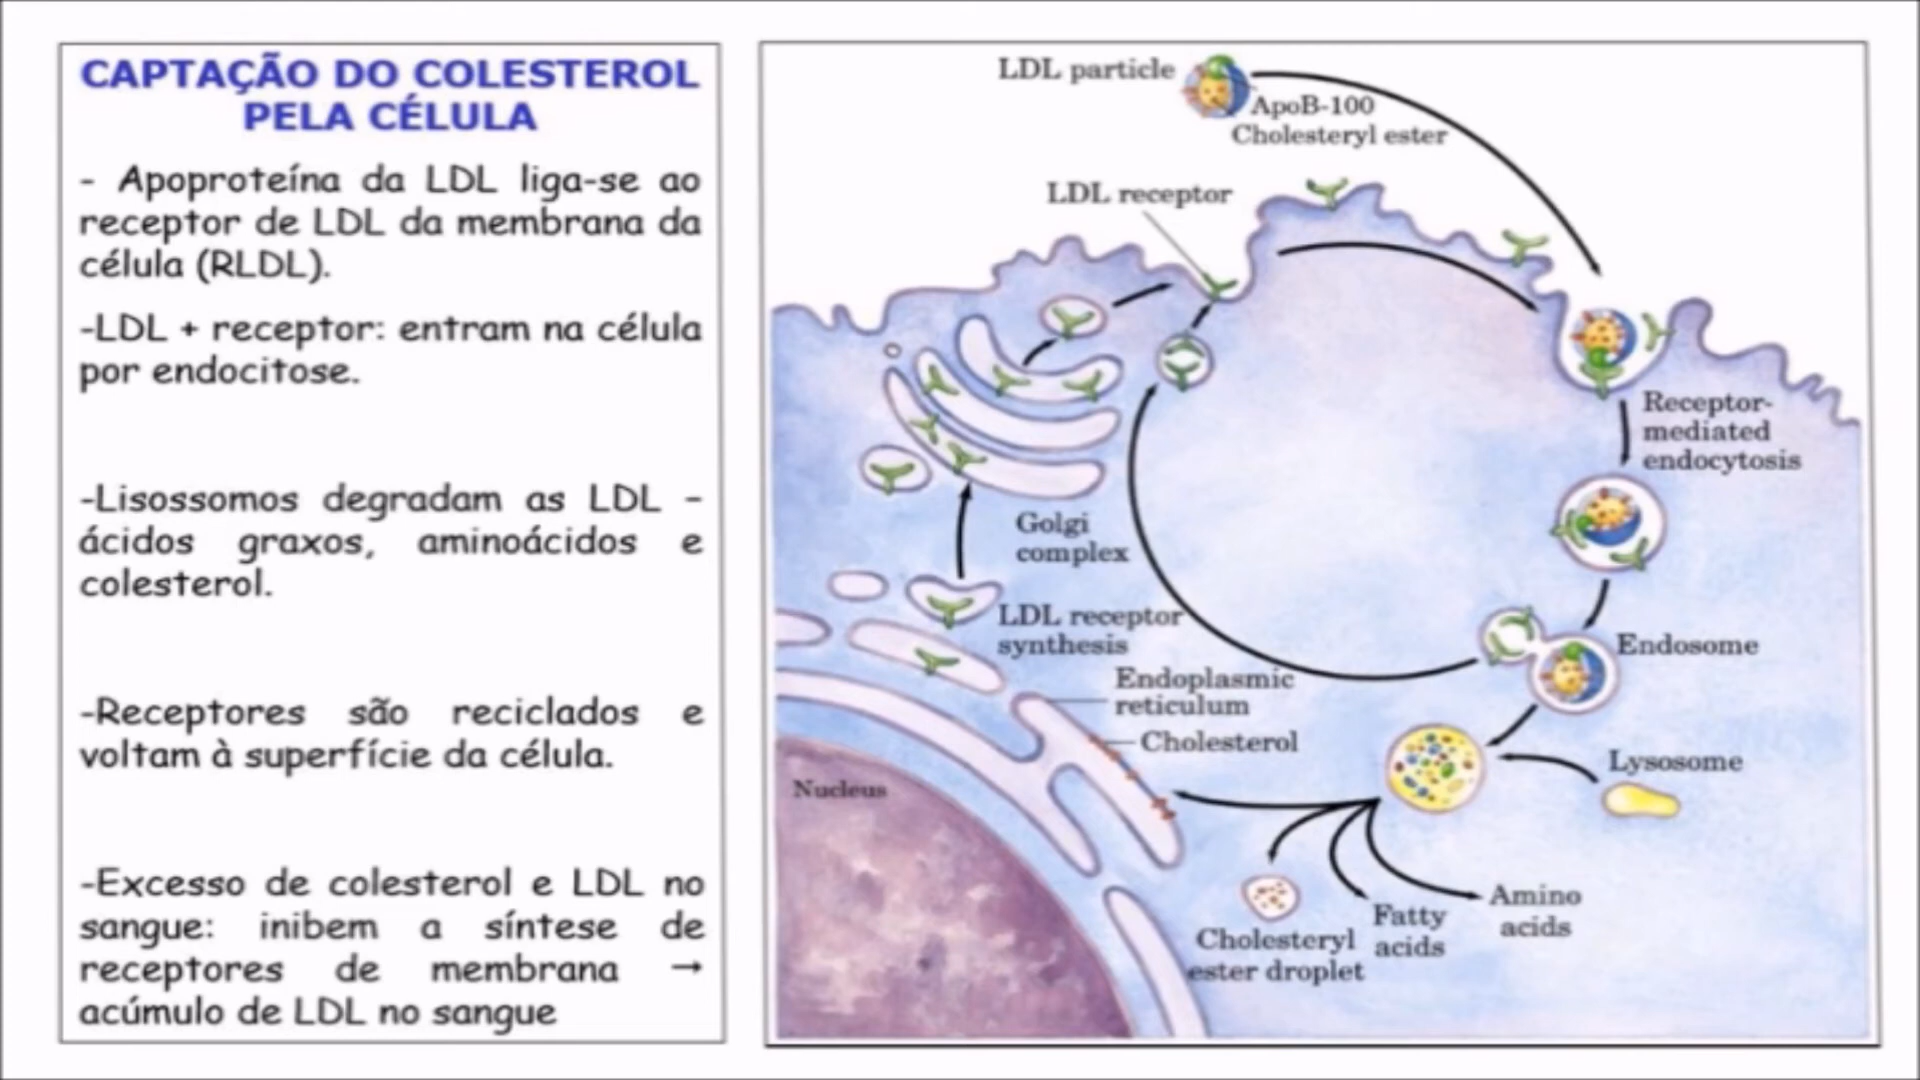 CAPTAÇÃO DO COLESTEROL
PELA CÉLULA
- Apoproteína da LDL liga-se ao
receptor de LDL da membrana da
célula (RLDL).
-LDL + receptor: entram na célula
por endocitose.
-Lisossomos degradam as LDL –
ácidos graxos, aminoácidos e
colesterol.
-Receptores são reciclados e
voltam à superfície da célula.
-Excesso de colesterol e LDL no
sangue: inibem a síntese de
receptores de membrana →
acúmulo de LDL no sangue
LDL particle
ApoB-100
Cholesteryl ester
LDL receptor
Receptor-
mediated
endocytosis
Golgi
complex
LDL receptor
synthesis
Endosome
Endoplasmic
reticulum
Cholesterol
Lysosome
Nucleus
Amino
acids
Fatty
acids
Cholesteryl
ester droplet